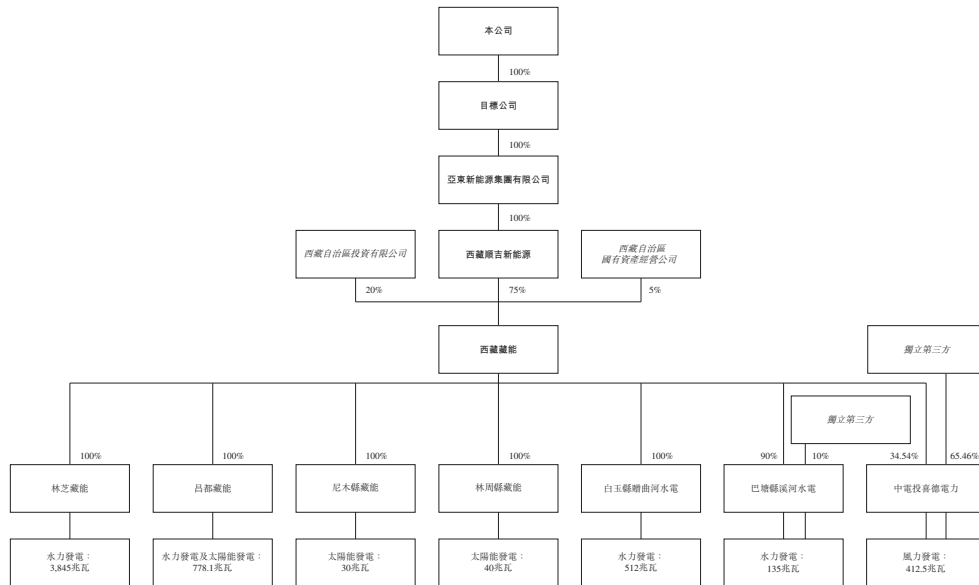 本公司
100%
目標公司
100%
亞東新能源集團有限公司
100%
西藏自治區投資有限公司
西藏順吉新能源
西藏自治區
國有資產經營公司
20%
75%
5%
西藏藏能
獨立第三方
獨立第三方
100%
100%
100%
100%
100%
90%
10%
34.54%
65.46%
林芝藏能
昌都藏能
尼木縣藏能
林周縣藏能
白玉縣贈曲河水電
巴塘縣溪河水電
中電投喜德電力
水力發電：
3,845兆瓦
水力發電及太陽能發電：
778.1兆瓦
太陽能發電：
30兆瓦
太陽能發電：
40兆瓦
水力發電：
512兆瓦
水力發電：
135兆瓦
風力發電：
412.5兆瓦